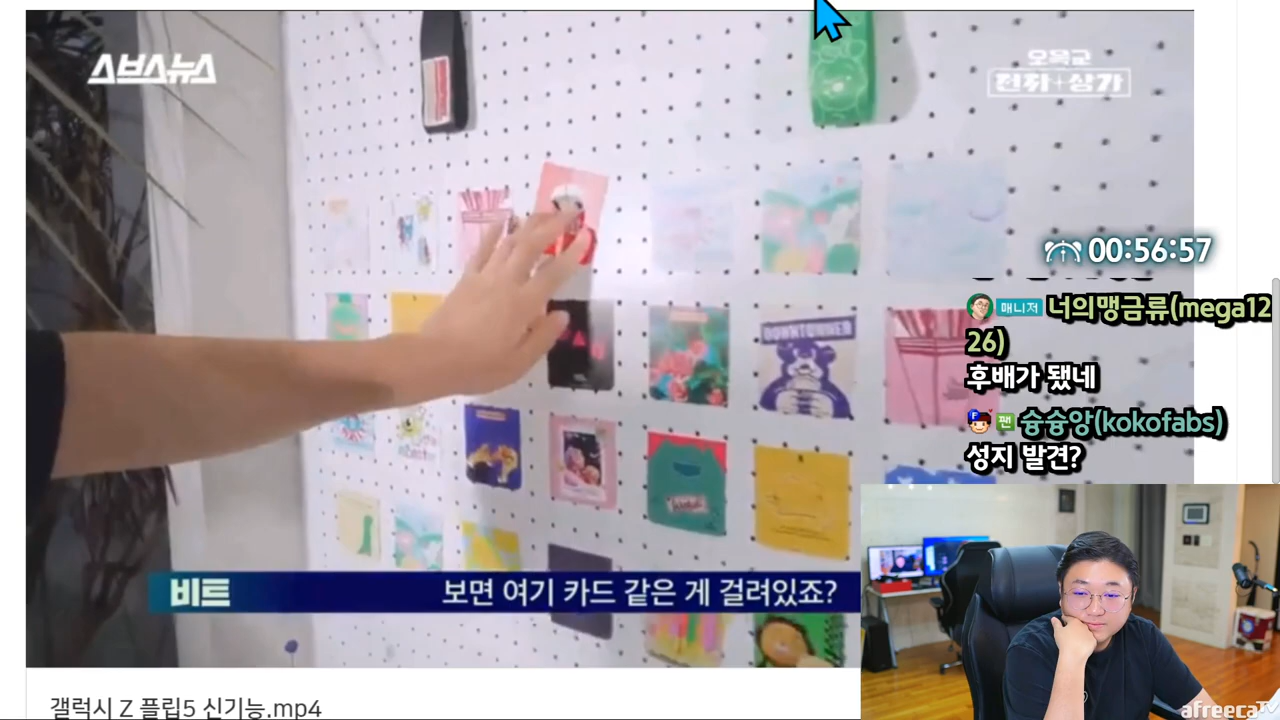 스브스뉴스
오목교
전자+상가
00:56:57
매니저 너의맹금류(mega12
26)
후배가 됐네
팬 슝슝앙(kokofabs)
성지 발견?
DOWNTOWNER
비트
보면 여기 카드 같은 게 걸려있죠?
갤럭시 Z 플립5 신기능.mp4
afreecaTV